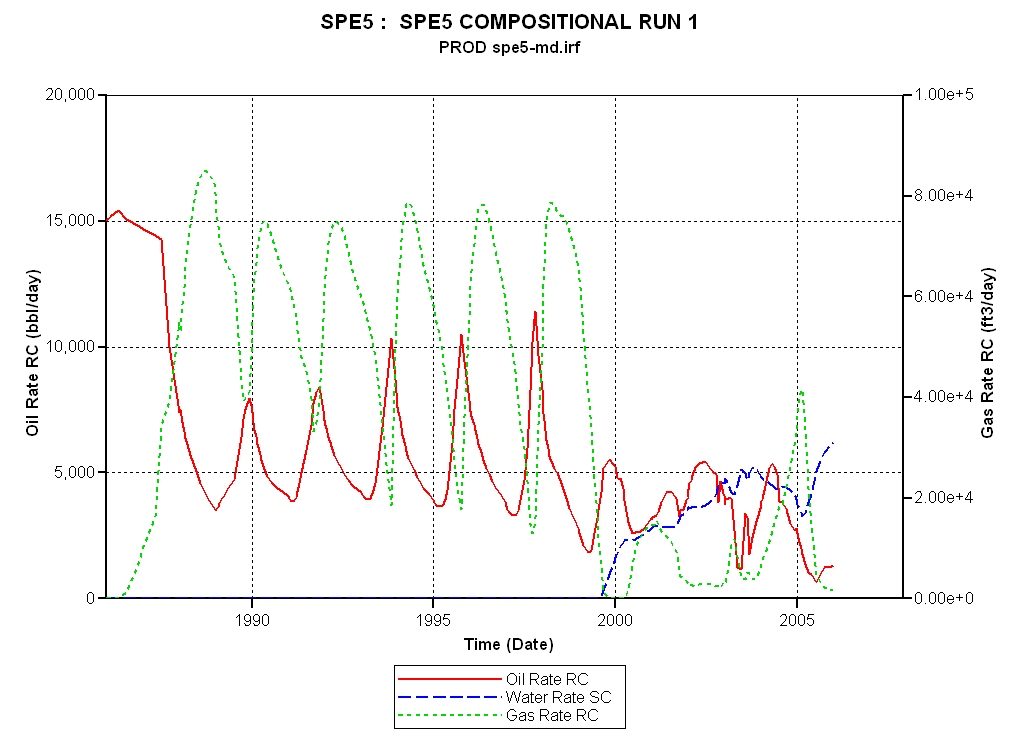 SPE5 : SPE5 COMPOSITIONAL RUN 1
PROD spe5-md.irf
20,000
15,000
10,000
5,000
0
Oil Rate RC (bbl/day)
1.00e+5
8.00e+4
6.00e+4
4.00e+4
2.00e+4
0.00e+0
Gas Rate RC (ft3/day)
1990
1995
2000
2005
Time (Date)
Oil Rate RC
Water Rate SC
Gas Rate RC